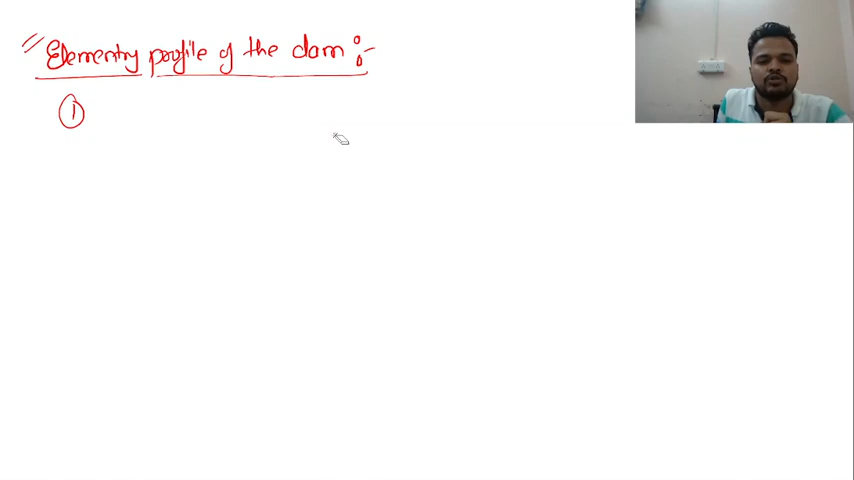 " Elementry profile of the dam :-
①